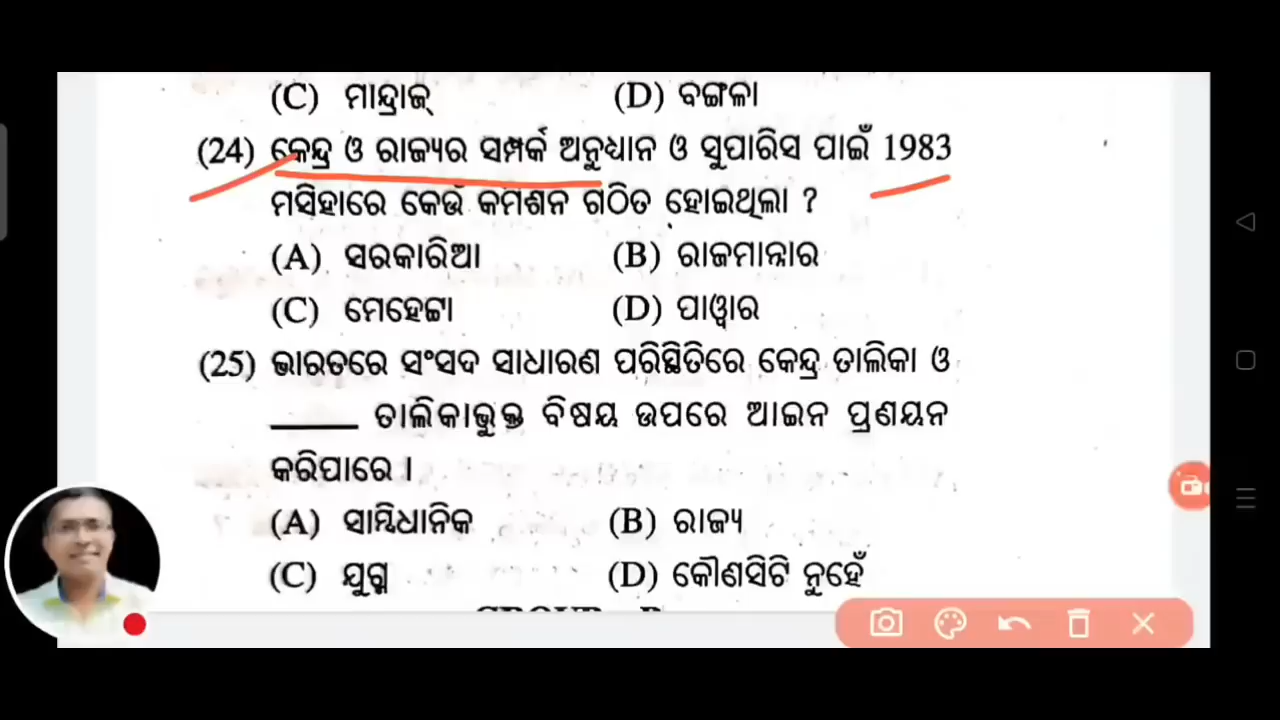 (C) ମାନ୍ଦ୍ରାଜ୍ (D) ବଙ୍ଗଳା
(24) କେନ୍ଦ୍ର ଓ ରାଜ୍ୟର ସମ୍ପର୍କ ଅନୁଧ୍ୟାନ ଓ ସୁପାରିସ ପାଇଁ 1983
ମସିହାରେ କେଉଁ କମିଶନ ଗଠିତ ହୋଇଥିଲା ?
(A) ସରକାରିଆ (B) ରାଜମାନ୍ନାର
(C) ମେହେଟ୍ଟା (D) ପାୱାର
(25) ଭାରତରେ ସଂସଦ ସାଧାରଣ ପରିସ୍ଥିତିରେ କେନ୍ଦ୍ର ତାଲିକା ଓ
_____ ତାଲିକାଭୁକ୍ତ ବିଷୟ ଉପରେ ଆଇନ ପ୍ରଣୟନ
କରିପାରେ ।
(A) ସାମ୍ବିଧାନିକ (B) ରାଜ୍ୟ
(C) ଯୁଗ୍ମ (D) କୌଣସିଟି ନୁହେଁ